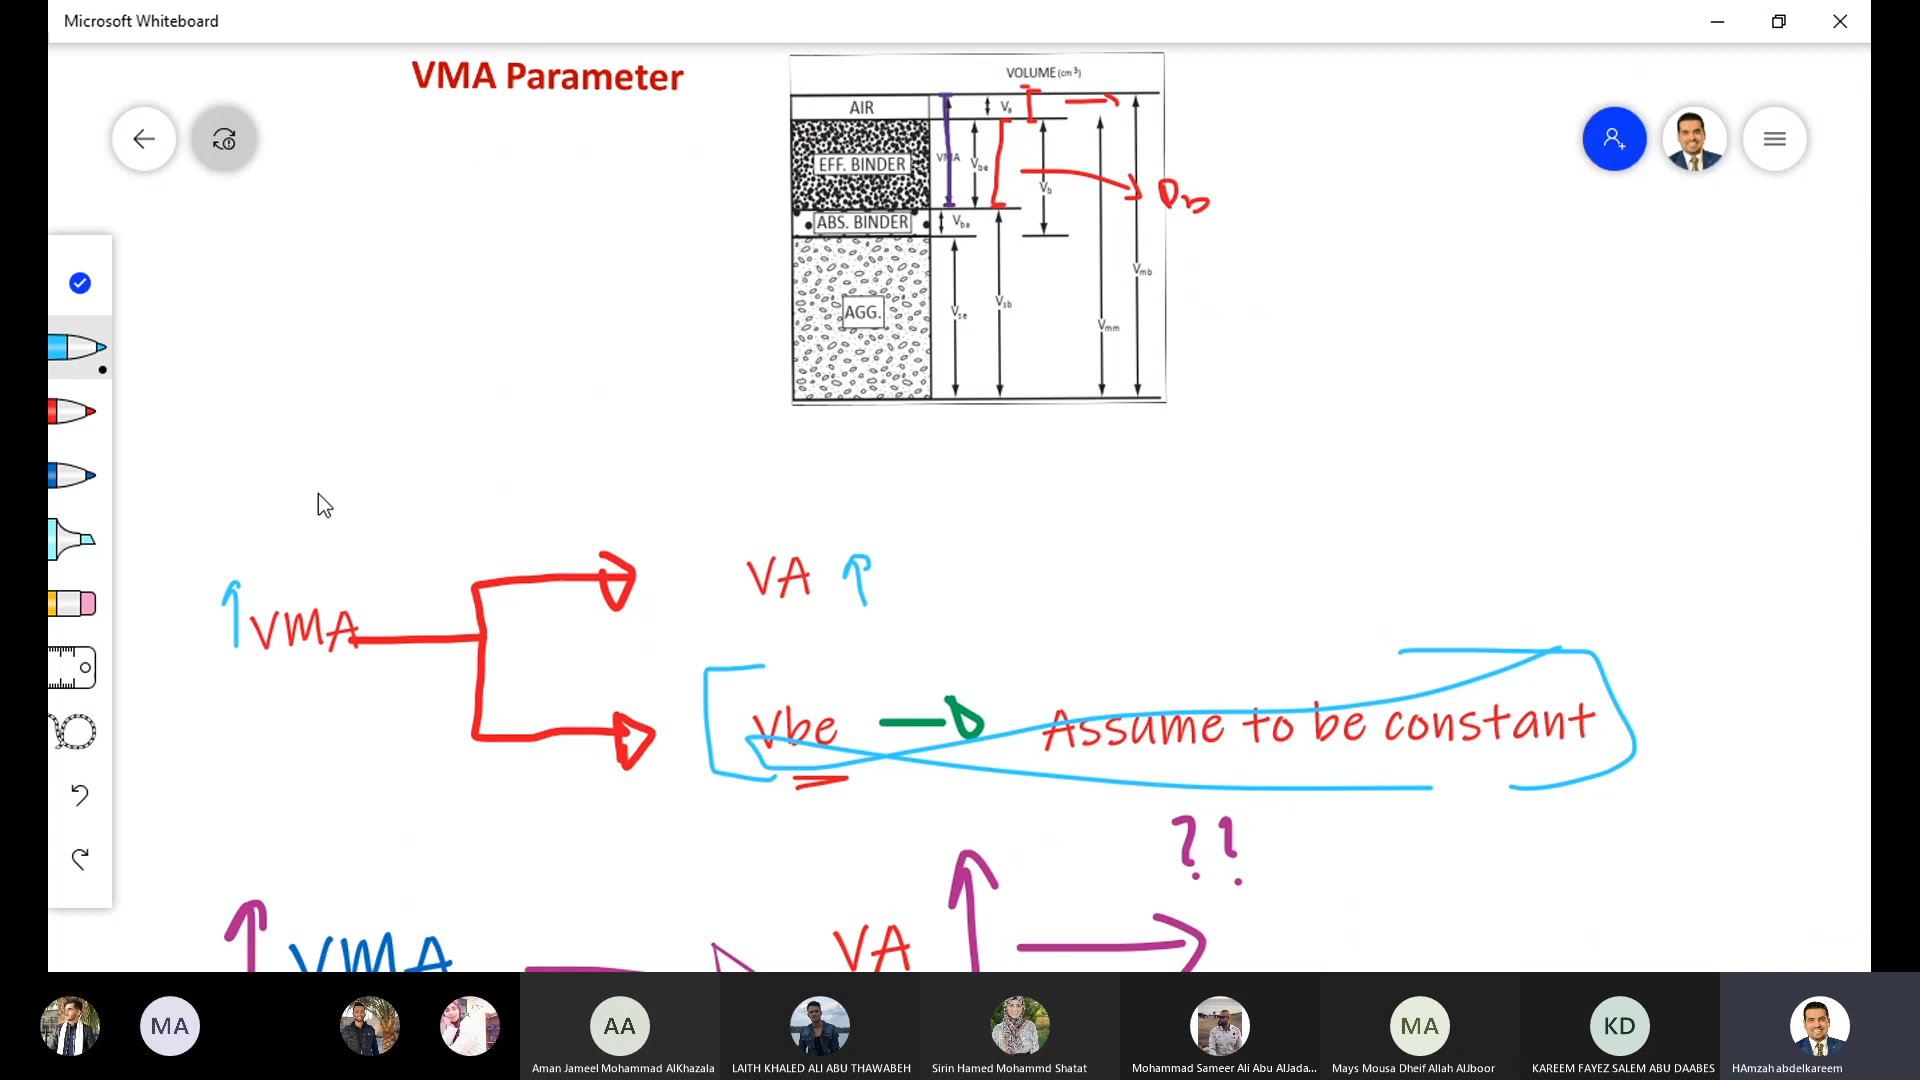 Microsoft Whiteboard
VMA Parameter
VOLUME (cm³)
AIR
Va
EFF. BINDER
VMA
Vbe
Vb
ABS. BINDER
Vba
AGG.
Vse
Vsb
Vmm
Vmb
VMA
VA
Vbe
Assume to be constant
??
VMA
VA
MA
AA
MA
KD
Aman Jameel Mohammad AlKhazala
LAITH KHALED ALI ABU THAWABEH
Sirin Hamed Mohammd Shatat
Mohammad Sameer Ali Abu AlJada...
Mays Mousa Dheif Allah AlJboor
KAREEM FAYEZ SALEM ABU DAABES
HAmzah abdelkareem